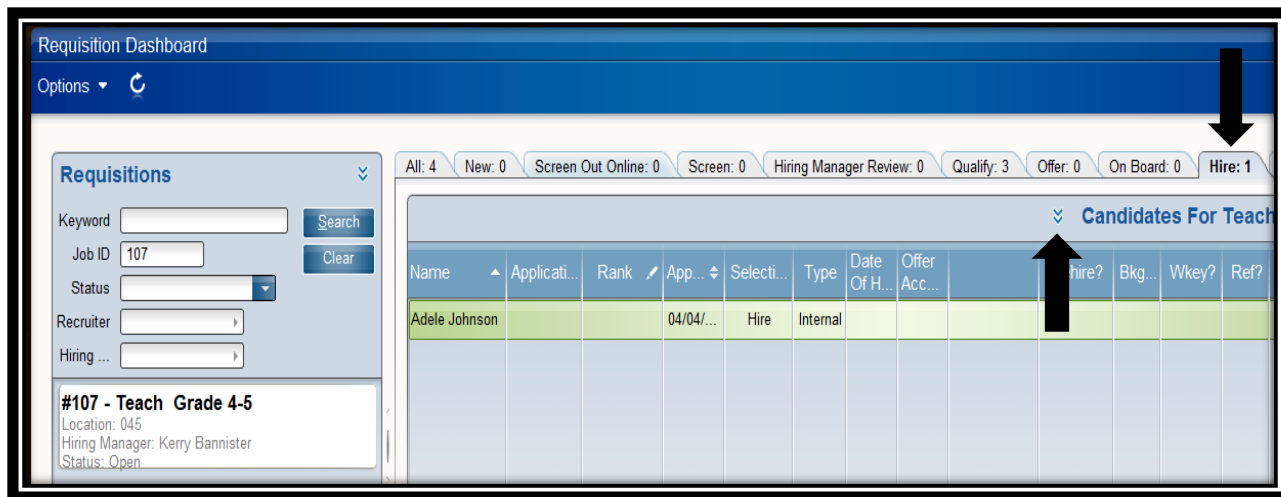 Requisition Dashboard
Options
Requisitions
Keyword
Search
Job ID 107
Clear
Status
Recruiter
Hiring ...
#107 - Teach Grade 4-5
Location: 045
Hiring Manager: Kerry Bannister
Status: Open
All: 4 New: 0 Screen Out Online: 0 Screen: 0 Hiring Manager Review: 0 Qualify: 3 Offer: 0 On Board: 0 Hire: 1
Candidates For Teach
Name Applicati... Rank App... Selecti... Type Date Of H... Offer Acc... Bkg... Wkey? Ref?
Adele Johnson 04/04/... Hire Internal